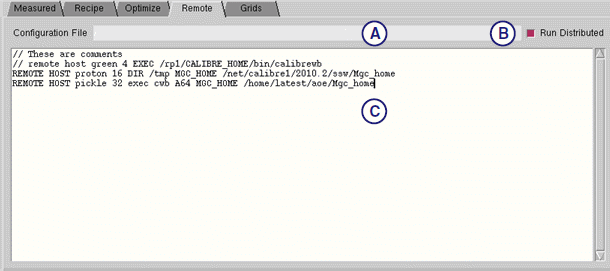 Measured Recipe Optimize Remote Grids
Configuration File A B Run Distributed
// These are comments
// remote host green 4 EXEC /rp1/CALIBRE_HOME/bin/calibrewb
REMOTE HOST proton 16 DIR /tmp MGC_HOME /net/calibre1/2010.2/ssw/Mgc_home
REMOTE HOST pickle 32 exec cwb A64 MGC_HOME /home/latest/aoe/Mgc_home
C